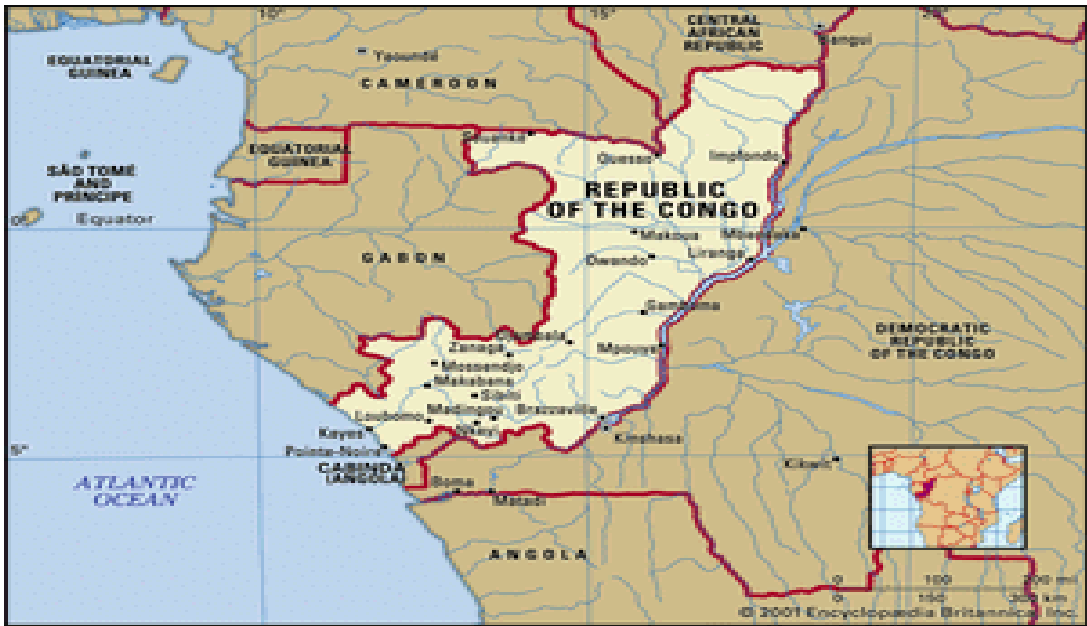 10°
15°
20°
CENTRAL
AFRICAN
REPUBLIC
Bangui
EQUATORIAL
GUINEA
Yaoundé
CAMEROON
Souanké
EQUATORIAL
GUINEA
Ouesso
Impfondo
SÃO TOMÉ
AND
PRÍNCIPE
REPUBLIC
OF THE CONGO
0°
Equator
Makoua
Mbandaka
GABON
Owando
Liranga
Gamboma
DEMOCRATIC
REPUBLIC
OF THE CONGO
Zanaga
Mpouya
Mossendjo
Makabana
Sibiti
Loubomo
Madingou
Brazzaville
Kayes
Nkayi
Kinshasa
5°
Pointe-Noire
CABINDA
(ANGOLA)
Kikwit
ATLANTIC
OCEAN
Boma
Matadi
ANGOLA
0 100 200 mi
0 150 300 km
© 2001 Encyclopædia Britannica, Inc.